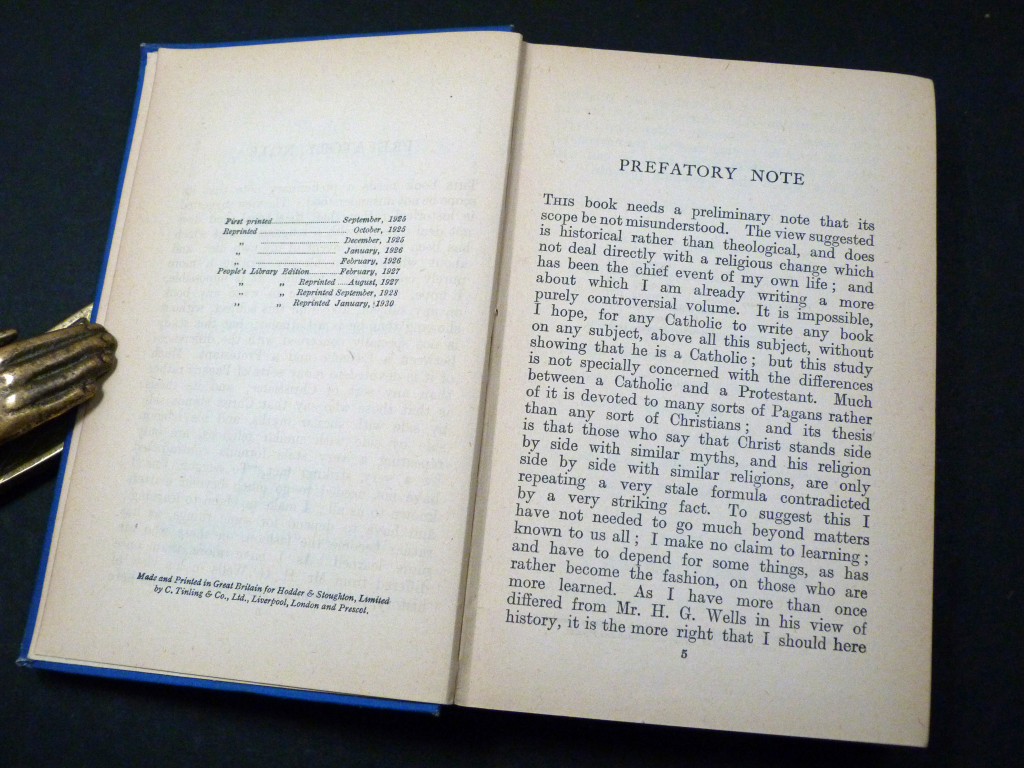 First printed.................................September, 1925
Reprinted .......................................... October, 1925
„ ...................................... December, 1925
„ ...................................... January, 1926
„ ...................................... February, 1926
People's Library Edition.............February, 1927
„ „ Reprinted ....August, 1927
„ „ Reprinted September, 1928
„ „ Reprinted January, 1930
Made and Printed in Great Britain for Hodder & Stoughton, Limited
by C. Tinling & Co., Ltd., Liverpool, London and Prescot.
PREFATORY NOTE
THIS book needs a preliminary note that its
scope be not misunderstood. The view suggested
is historical rather than theological, and does
not deal directly with a religious change which
has been the chief event of my own life; and
about which I am already writing a more
purely controversial volume. It is impossible,
I hope, for any Catholic to write any book
on any subject, above all this subject, without
showing that he is a Catholic; but this study
is not specially concerned with the differences
between a Catholic and a Protestant. Much
of it is devoted to many sorts of Pagans rather
than any sort of Christians; and its thesis
is that those who say that Christ stands side
by side with similar myths, and his religion
side by side with similar religions, are only
repeating a very stale formula contradicted
by a very striking fact. To suggest this I
have not needed to go much beyond matters
known to us all; I make no claim to learning;
and have to depend for some things, as has
rather become the fashion, on those who are
more learned. As I have more than once
differed from Mr. H. G. Wells in his view of
history, it is the more right that I should here
5